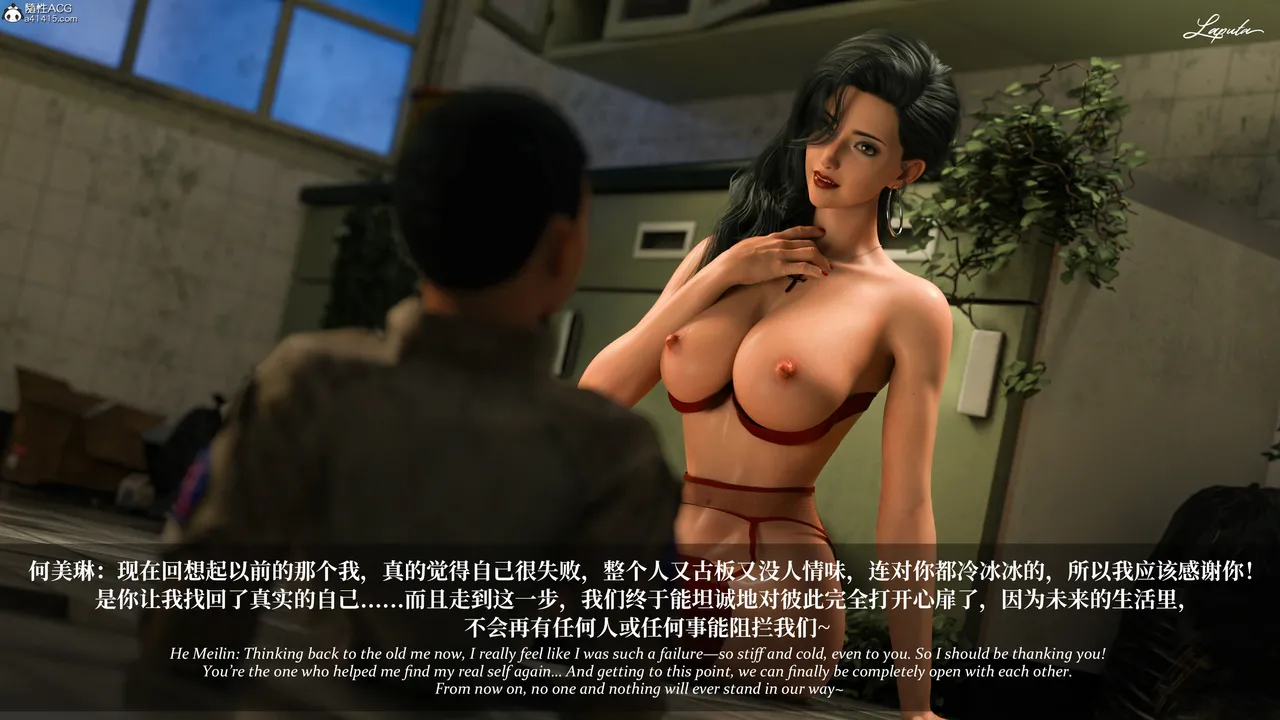 隨性ACG
a41415.com
Laputa
何美琳：现在回想起以前的那个我，真的觉得自己很失败，整个人又古板又没人情味，连对你都冷冰冰的，所以我应该感谢你！
是你让我找回了真实的自己……而且走到这一步，我们终于能坦诚地对彼此完全打开心扉了，因为未来的生活里，
不会再有任何人或任何事能阻拦我们~
He Meilin: Thinking back to the old me now, I really feel like I was such a failure—so stiff and cold, even to you. So I should be thanking you!
You’re the one who helped me find my real self again... And getting to this point, we can finally be completely open with each other.
From now on, no one and nothing will ever stand in our way~